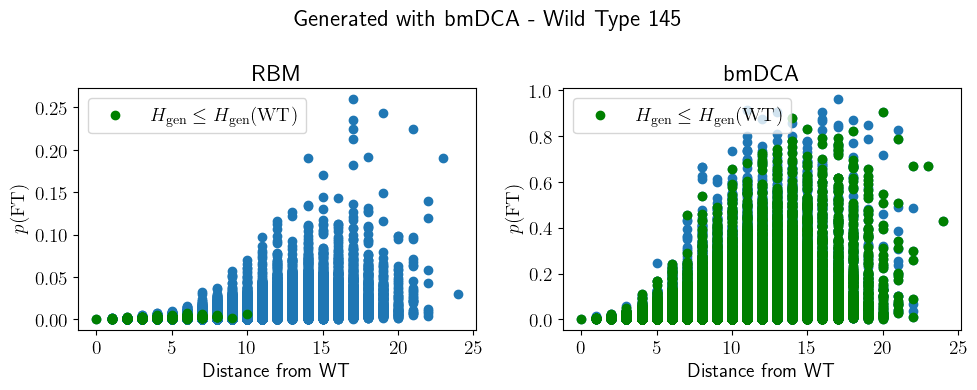 Generated with bmDCA - Wild Type 145
RBM
H_gen ≤ H_gen(WT)
0.25
0.20
0.15
0.10
0.05
0.00
p(FT)
0 5 10 15 20 25
Distance from WT
bmDCA
H_gen ≤ H_gen(WT)
1.0
0.8
0.6
0.4
0.2
0.0
p(FT)
0 5 10 15 20 25
Distance from WT